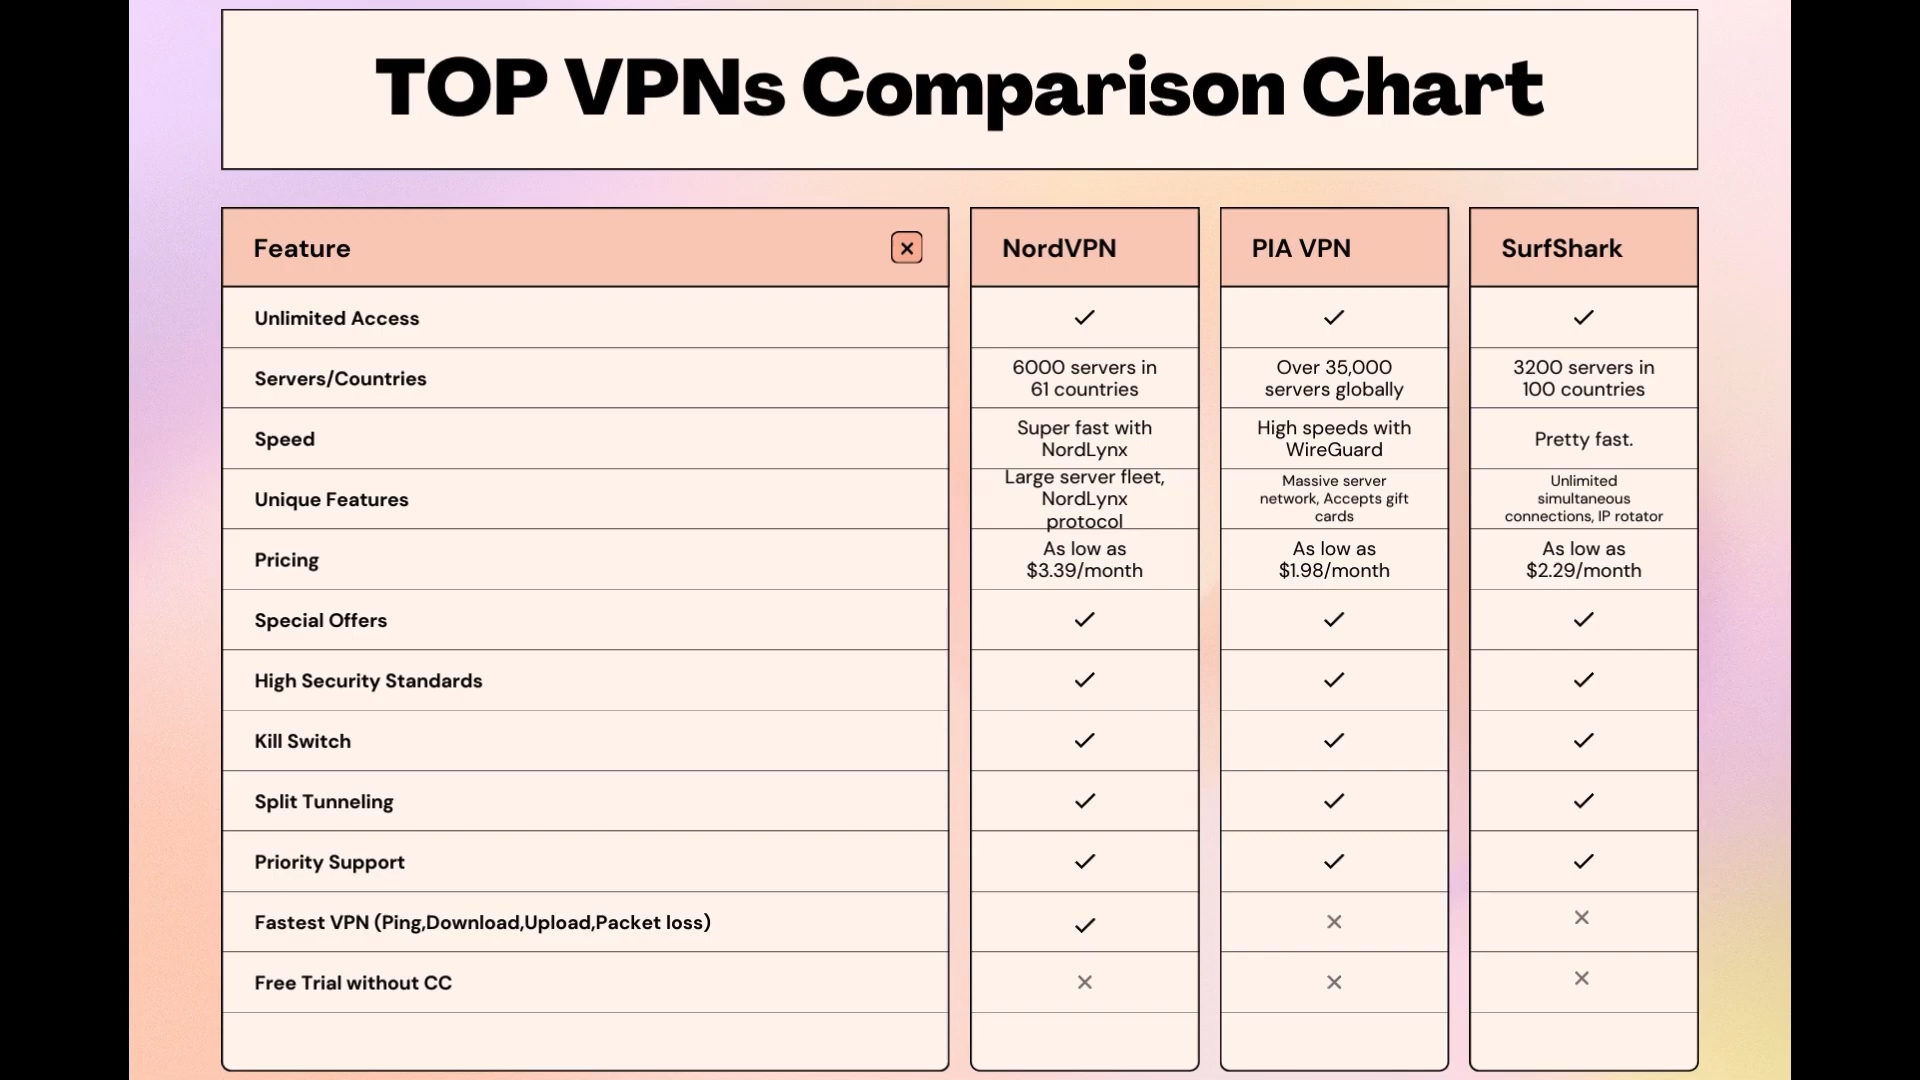 TOP VPNs Comparison Chart
Feature
NordVPN
PIA VPN
SurfShark
Unlimited Access
Servers/Countries
6000 servers in
61 countries
Over 35,000
servers globally
3200 servers in
100 countries
Speed
Super fast with
NordLynx
High speeds with
WireGuard
Pretty fast.
Unique Features
Large server fleet,
NordLynx
protocol
Massive server
network, Accepts gift
cards
Unlimited
simultaneous
connections, IP rotator
Pricing
As low as
$3.39/month
As low as
$1.98/month
As low as
$2.29/month
Special Offers
High Security Standards
Kill Switch
Split Tunneling
Priority Support
Fastest VPN (Ping,Download,Upload,Packet loss)
Free Trial without CC